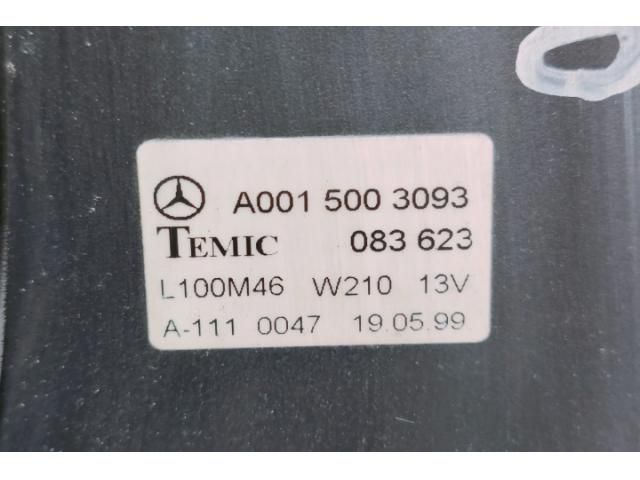 A001 500 3093
TEMIC 083 623
L100M46 W210 13V
A-111 0047 19.05.99